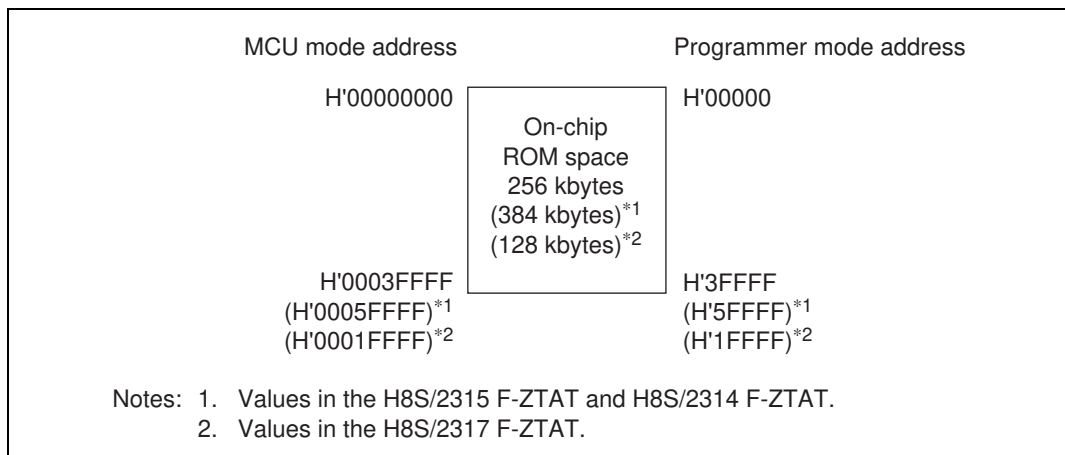 MCU mode address
Programmer mode address
H'00000000
H'00000
On-chip
ROM space
256 kbytes
(384 kbytes)*1
(128 kbytes)*2
H'0003FFFF
H'3FFFF
(H'0005FFFF)*1
(H'5FFFF)*1
(H'0001FFFF)*2
(H'1FFFF)*2
Notes: 1. Values in the H8S/2315 F-ZTAT and H8S/2314 F-ZTAT.
2. Values in the H8S/2317 F-ZTAT.